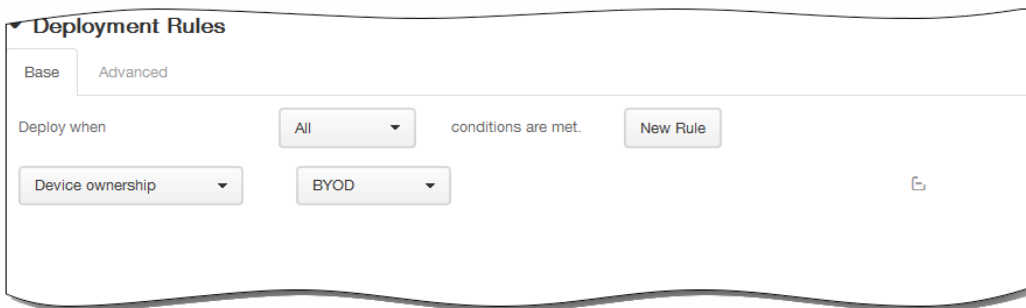 Deployment Rules
Base Advanced
Deploy when All conditions are met. New Rule
Device ownership BYOD